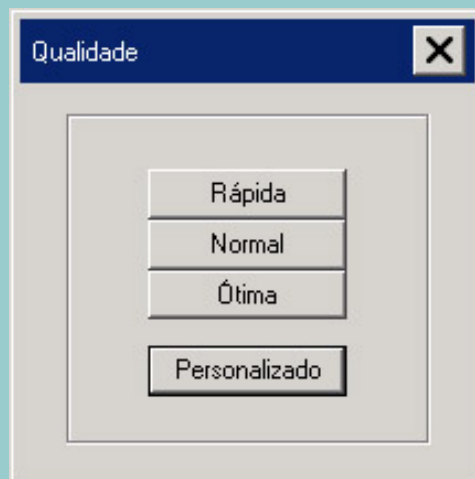 Qualidade
Rápida
Normal
Ótima
Personalizado